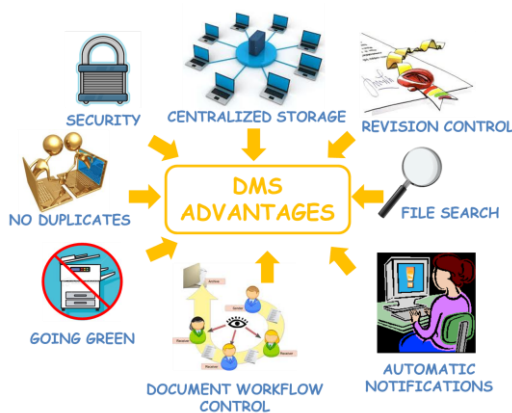 SECURITY
CENTRALIZED STORAGE
REVISION CONTROL
DMS
ADVANTAGES
NO DUPLICATES
FILE SEARCH
GOING GREEN
DOCUMENT WORKFLOW
CONTROL
AUTOMATIC
NOTIFICATIONS